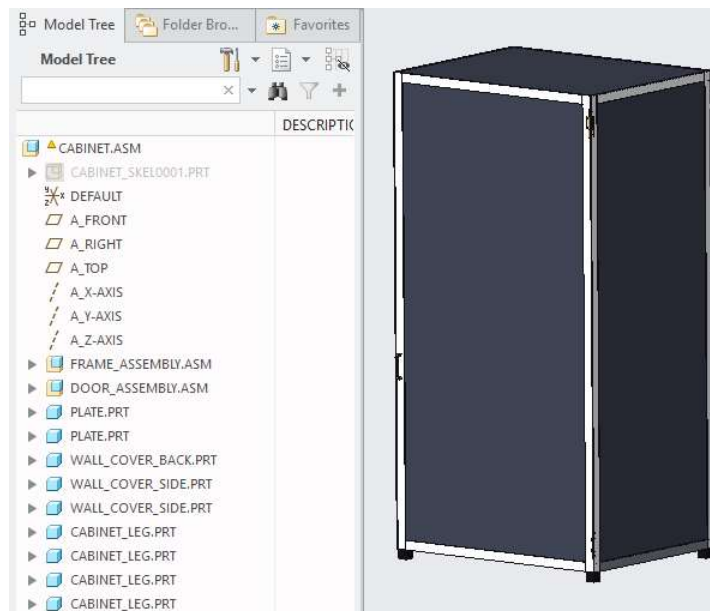 Model Tree Folder Bro... Favorites
Model Tree
DESCRIPTIC
CABINET.ASM
CABINET_SKEL0001.PRT
DEFAULT
A_FRONT
A_RIGHT
A_TOP
A_X-AXIS
A_Y-AXIS
A_Z-AXIS
FRAME_ASSEMBLY.ASM
DOOR_ASSEMBLY.ASM
PLATE.PRT
PLATE.PRT
WALL_COVER_BACK.PRT
WALL_COVER_SIDE.PRT
WALL_COVER_SIDE.PRT
CABINET_LEG.PRT
CABINET_LEG.PRT
CABINET_LEG.PRT
CABINET_LEG.PRT